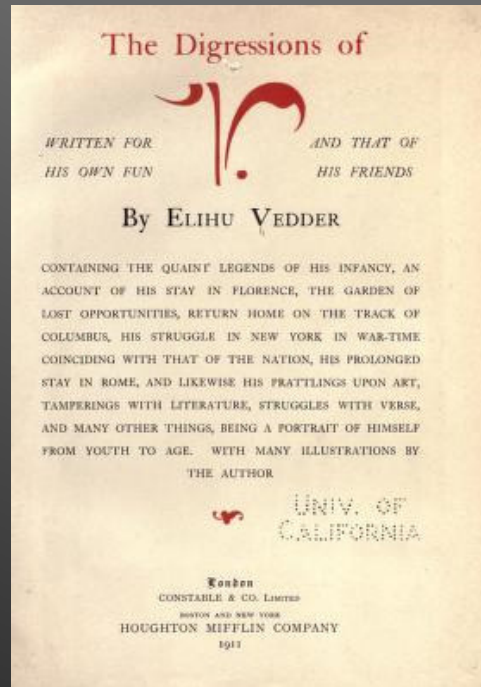 The Digressions of
V.
WRITTEN FOR AND THAT OF
HIS OWN FUN HIS FRIENDS
By ELIHU VEDDER
CONTAINING THE QUAINT LEGENDS OF HIS INFANCY, AN
ACCOUNT OF HIS STAY IN FLORENCE, THE GARDEN OF
LOST OPPORTUNITIES, RETURN HOME ON THE TRACK OF
COLUMBUS, HIS STRUGGLE IN NEW YORK IN WAR-TIME
COINCIDING WITH THAT OF THE NATION, HIS PROLONGED
STAY IN ROME, AND LIKEWISE HIS PRATTLINGS UPON ART,
TAMPERINGS WITH LITERATURE, STRUGGLES WITH VERSE,
AND MANY OTHER THINGS, BEING A PORTRAIT OF HIMSELF
FROM YOUTH TO AGE. WITH MANY ILLUSTRATIONS BY
THE AUTHOR
UNIV. OF
CALIFORNIA
London
CONSTABLE & CO. LIMITED
BOSTON AND NEW YORK
HOUGHTON MIFFLIN COMPANY
1911